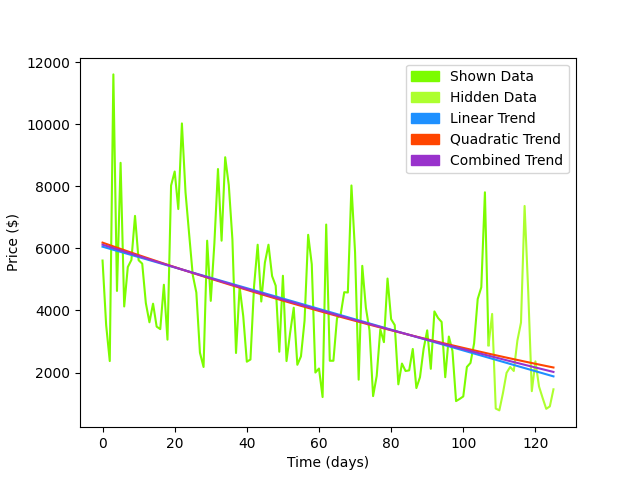 12000
10000
8000
6000
4000
2000
Price ($)
0
20
40
60
80
100
120
Time (days)
Shown Data
Hidden Data
Linear Trend
Quadratic Trend
Combined Trend